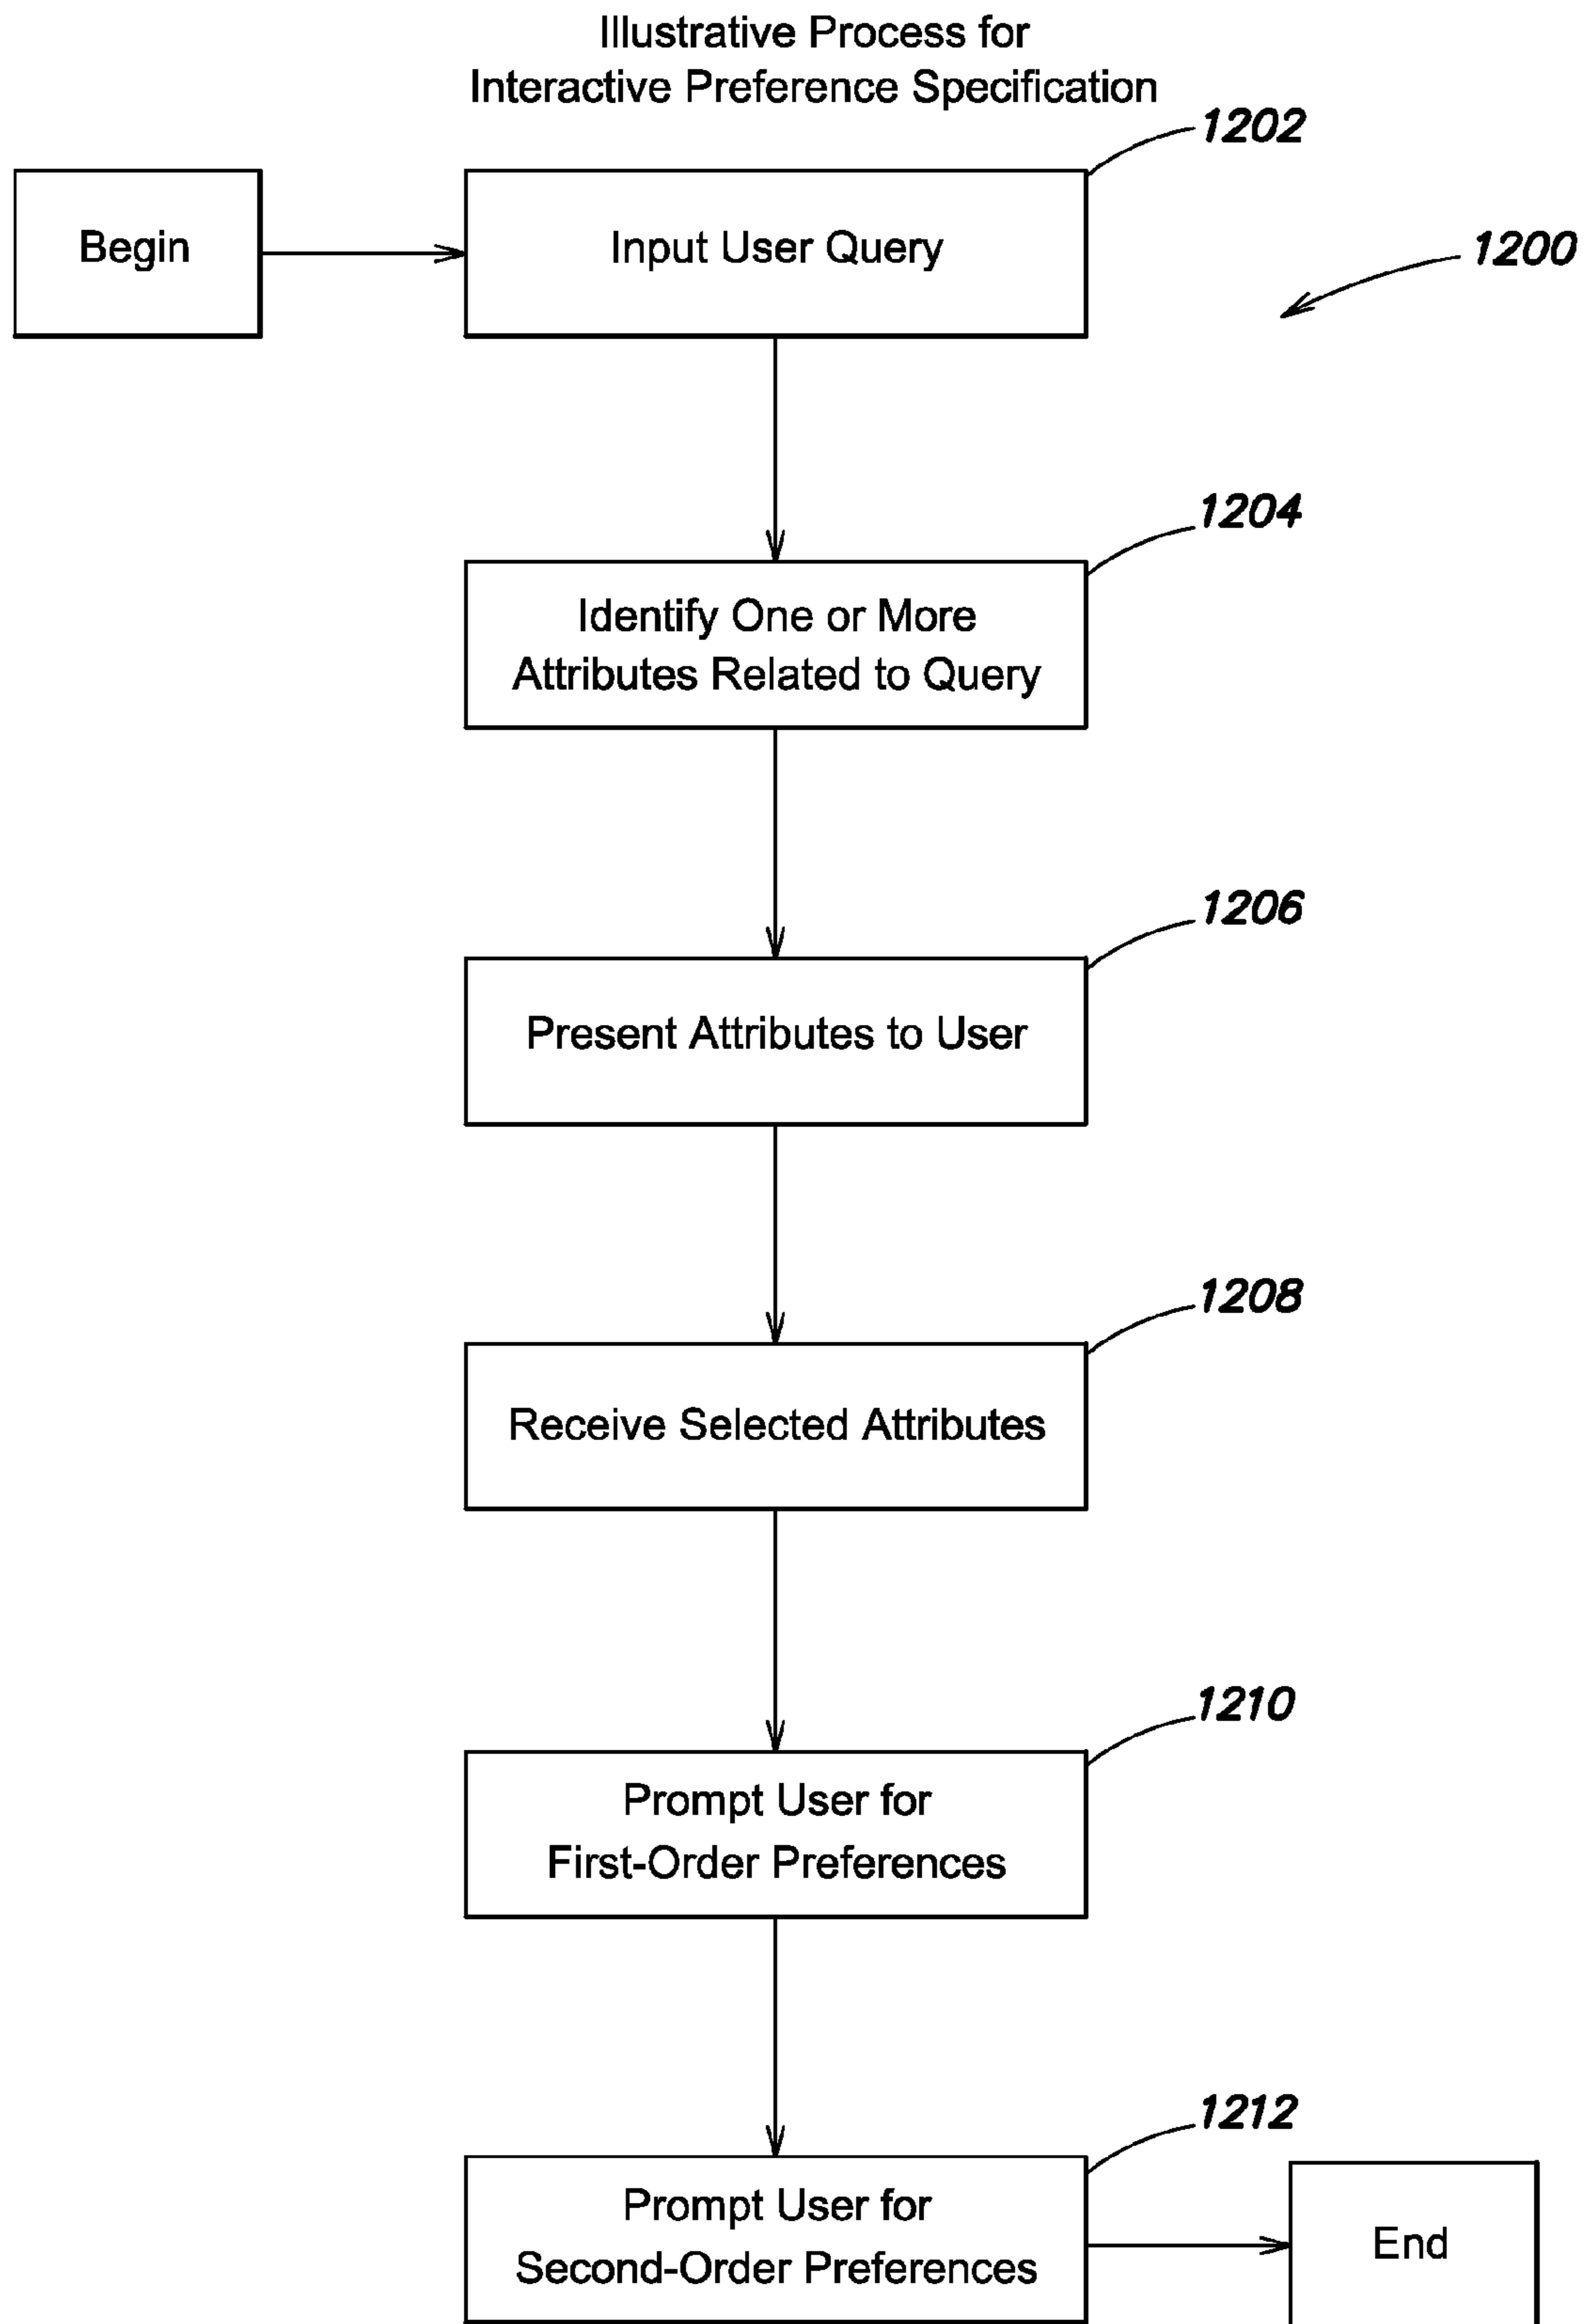 Illustrative Process for
Interactive Preference Specification
1202
Begin
Input User Query
1200
1204
Identify One or More
Attributes Related to Query
1206
Present Attributes to User
1208
Receive Selected Attributes
1210
Prompt User for
First-Order Preferences
1212
Prompt User for
Second-Order Preferences
End